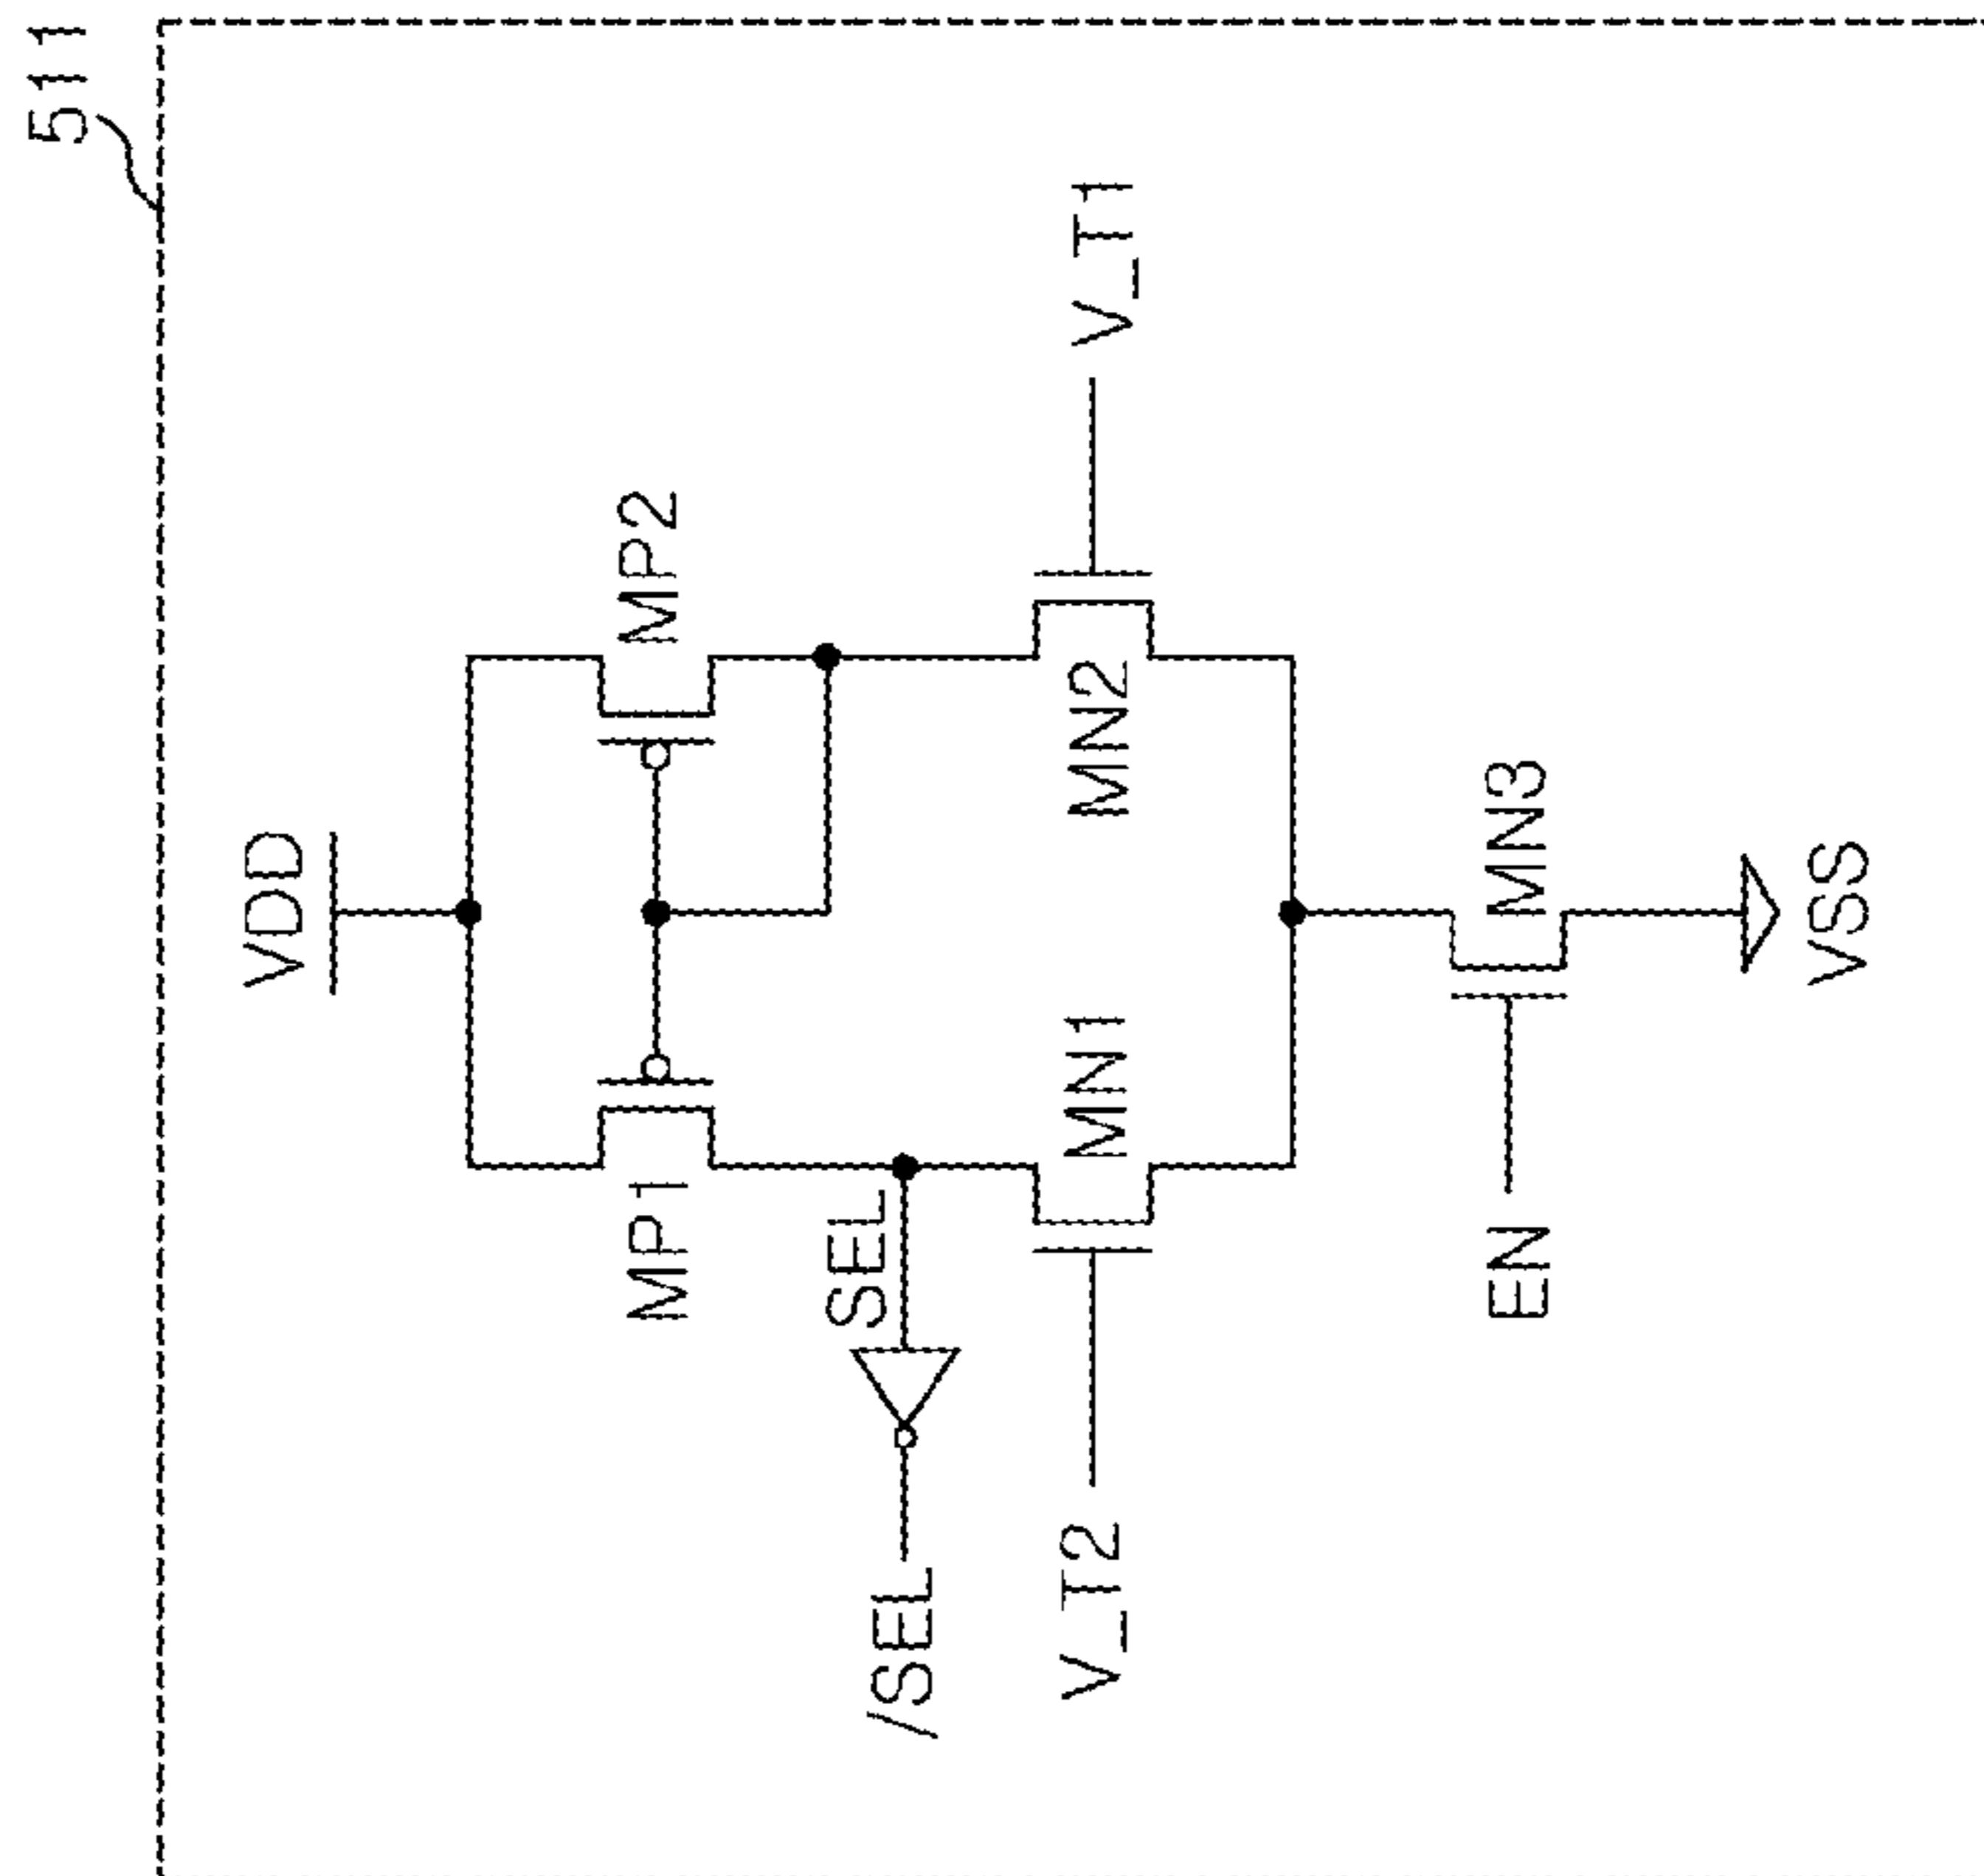 511
VDD
MP1
MP2
SEL
/SEL
V_T2
MN1
MN2
V_T1
EN
MN3
VSS